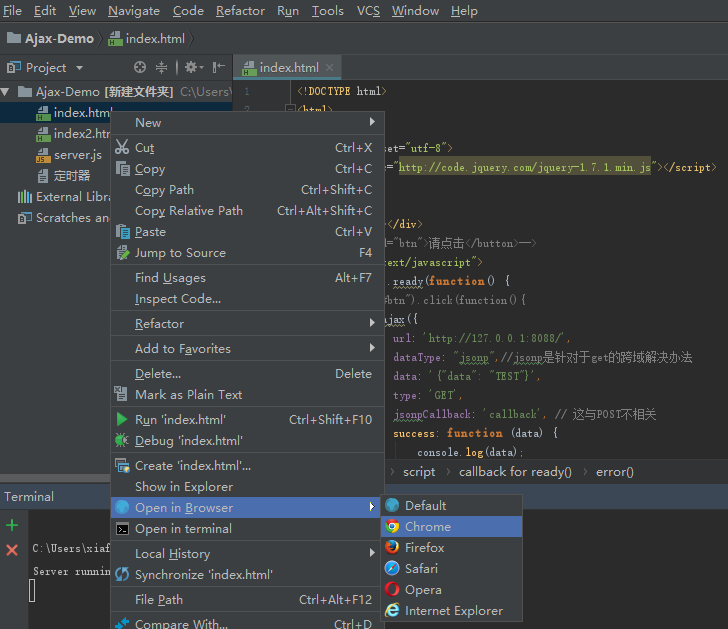 File Edit View Navigate Code Refactor Run Tools VCS Window Help
Ajax-Demo index.html
Project
index.html
Ajax-Demo [新建文件夹] C:\Users\
1 <!DOCTYPE html>
index.html
2 <html>
index2.htm
server.js
定时器
External Libra
Scratches an
New
Cut Ctrl+X
Copy Ctrl+C
Copy Path Ctrl+Shift+C
Copy Relative Path Ctrl+Alt+Shift+C
Paste Ctrl+V
Jump to Source F4
Find Usages Alt+F7
Inspect Code...
Refactor
Add to Favorites
Delete... Delete
Mark as Plain Text
Run 'index.html' Ctrl+Shift+F10
Debug 'index.html'
Create 'index.html'...
Show in Explorer
Open in Browser
Open in terminal
Local History
Synchronize 'index.html'
File Path Ctrl+Alt+F12
Compare With... Ctrl+D
set="utf-8">
="http://code.jquery.com/jquery-1.7.1.min.js"></script>
></div>
d="btn">请点击</button>—>
ext/javascript">
.ready(function() {
#btn").click(function(){
ajax({
url: 'http://127.0.0.1:8088/',
dataType: "jsonp",//jsonp是针对于get的跨域解决办法
data: '{"data": "TEST"}',
type: 'GET',
jsonpCallback: 'callback', // 这与POST不相关
success: function (data) {
console.log(data);
script callback for ready() error()
Default
Chrome
Firefox
Safari
Opera
Internet Explorer
Terminal
C:\Users\xiaf
Server runnin